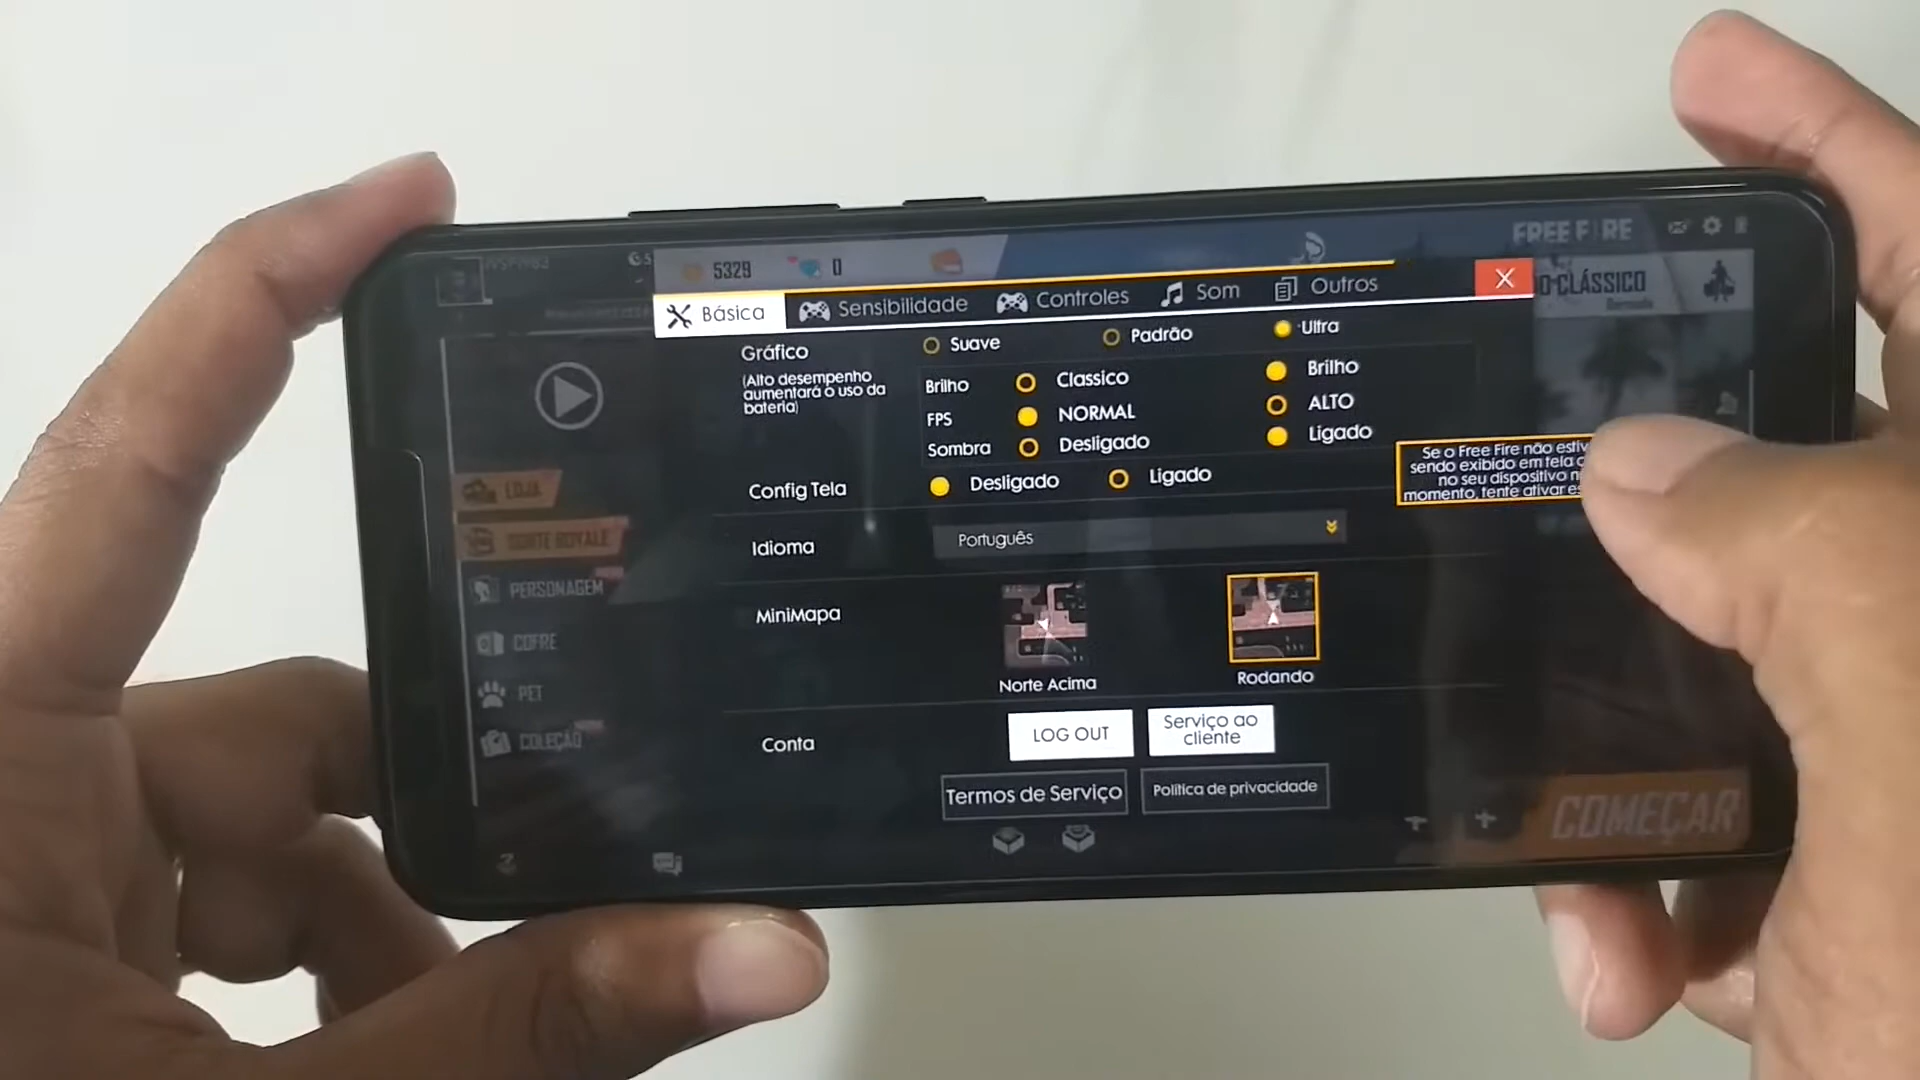 FREE FIRE
5329
0
O-CLÁSSICO
Básica
Sensibilidade
Controles
Som
Outros
X
Gráfico
(Alto desempenho
aumentará o uso da
bateria)
Suave
Padrão
Ultra
Brilho
Classico
Brilho
FPS
NORMAL
ALTO
Sombra
Desligado
Ligado
Config Tela
Desligado
Ligado
Se o Free Fire não estiv
sendo exibido em tela
no seu dispositivo
momento, tente ativar
Idioma
Português
MiniMapa
Norte Acima
Rodando
Conta
LOG OUT
Serviço ao
cliente
Termos de Serviço
Política de privacidade
LOJA
SORTE ROYALE
PERSONAGEM
COFRE
PET
COLEÇÃO
COMEÇAR